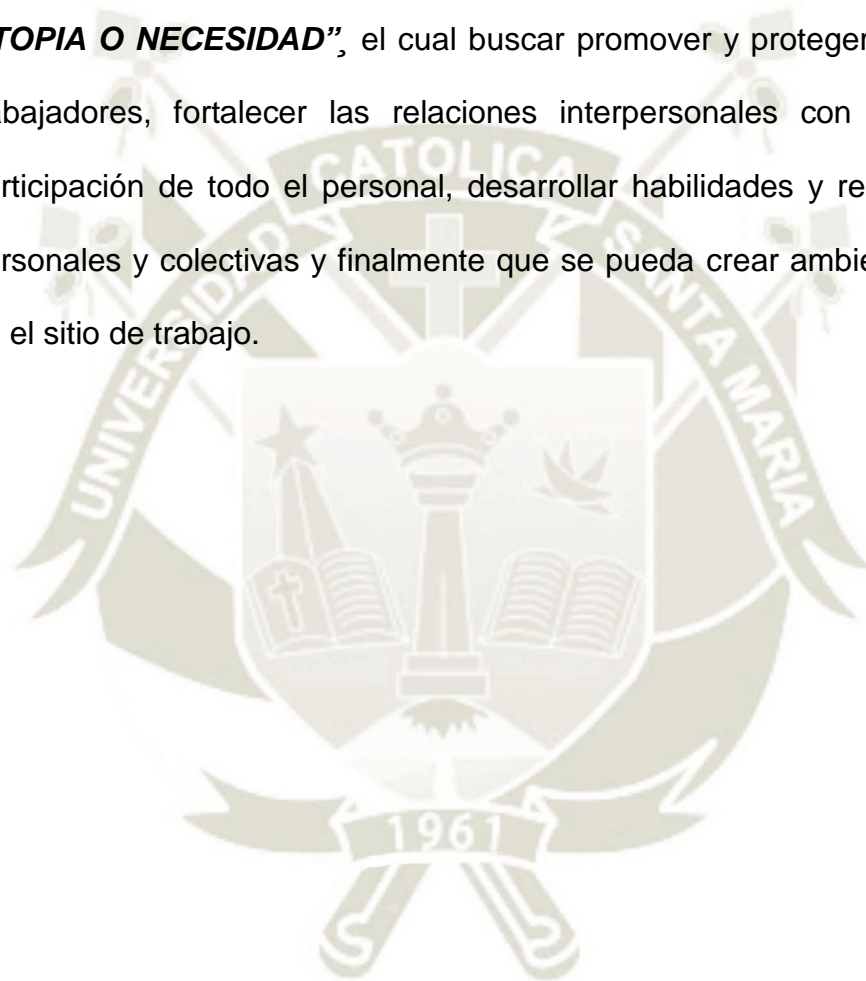 TOPIA O NECESIDAD”, el cual buscar promover y proteger
abajadores, fortalecer las relaciones interpersonales con
rticipación de todo el personal, desarrollar habilidades y re
rsonales y colectivas y finalmente que se pueda crear ambie
el sitio de trabajo.
UNIVERSIDAD CATOLICA SANTA MARIA
1961